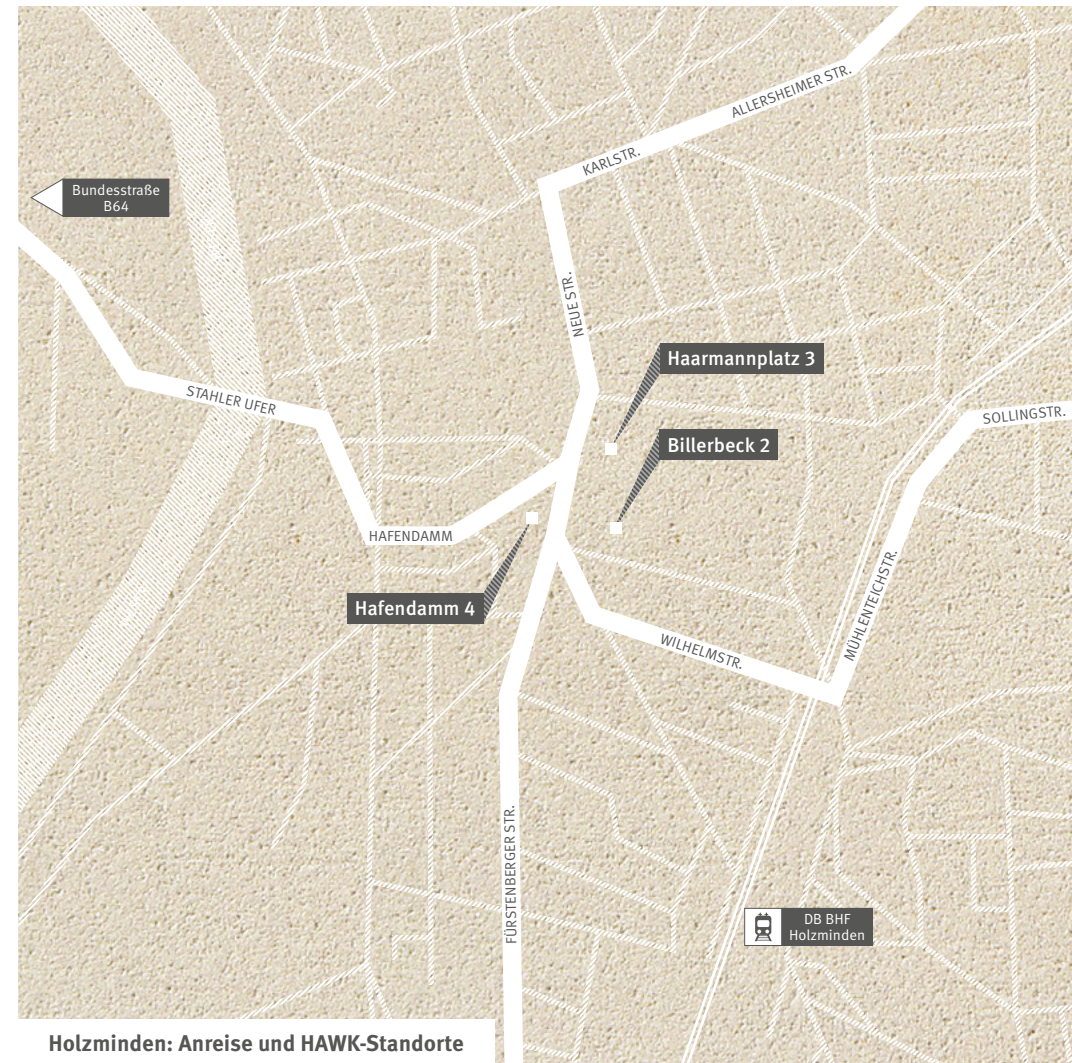 ALLERSHEIMER STR.
KARLSTR.
Bundesstraße
B64
NEUE STR.
Haarmannplatz 3
STAHLER UFER
SOLLINGSTR.
Billerbeck 2
HAFENDAMM
Hafendamm 4
MÜHLENTEICHSTR.
WILHELMSTR.
FÜRSTENBERGER STR.
DB BHF
Holzminden
Holzminden: Anreise und HAWK-Standorte